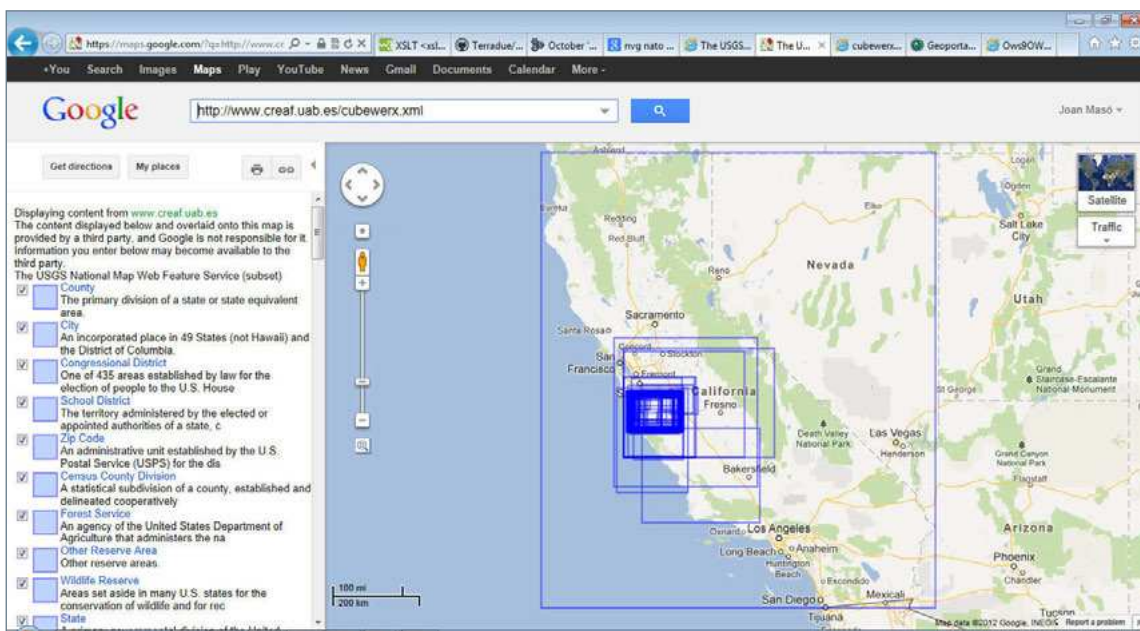 https://maps.google.com/?q=http://www.cr
XSLT <xsl...
Terradue/...
October '...
nvg nato ...
The USGS...
The U...
cubewerx...
Geoporta...
Ows9OW...
+You Search Images Maps Play YouTube News Gmail Documents Calendar More -
Google
http://www.creaf.uab.es/cubewerx.xml
Joan Masó
Get directions
My places
Displaying content from www.creaf.uab.es
The content displayed below and overlaid onto this map is
provided by a third party, and Google is not responsible for it.
Information you enter below may become available to the
third party.
The USGS National Map Web Feature Service (subset)
County
The primary division of a state or state equivalent
area.
City
An incorporated place in 49 States (not Hawaii) and
the District of Columbia.
Congressional District
One of 435 areas established by law for the
election of people to the U.S. House
School District
The territory administered by the elected or
appointed authorities of a state, c
Zip Code
An administrative unit established by the U.S.
Postal Service (USPS) for the dis
Census County Division
A statistical subdivision of a county, established and
delineated cooperatively
Forest Service
An agency of the United States Department of
Agriculture that administers the na
Other Reserve Area
Other reserve areas
Wildlife Reserve
Areas set aside in many U.S. states for the
conservation of wildlife and for rec
State
Satellite
Traffic
Ashland
Eureka
Redding
Red Bluff
Elko
Logan
Ogden
Salt Lake
City
Reno
Nevada
Utah
Sacramento
Santa Rosa
Concord
Stockton
San
Francisco
Fremont
California
Fresno
St George
Grand
Staircase-Escalante
National Monument
Death Valley
National Park
Las Vegas
Henderson
Grand Canyon
National Park
Bakersfield
Flagstaff
Oxnard
Los Angeles
Arizona
Long Beach
Anaheim
Huntington
Beach
Phoenix
Chandler
Escondido
San Diego
Mexicali
Tijuana
Tucson
100 mi
200 km
Map data ©2012 Google, INEGI
Report a problem